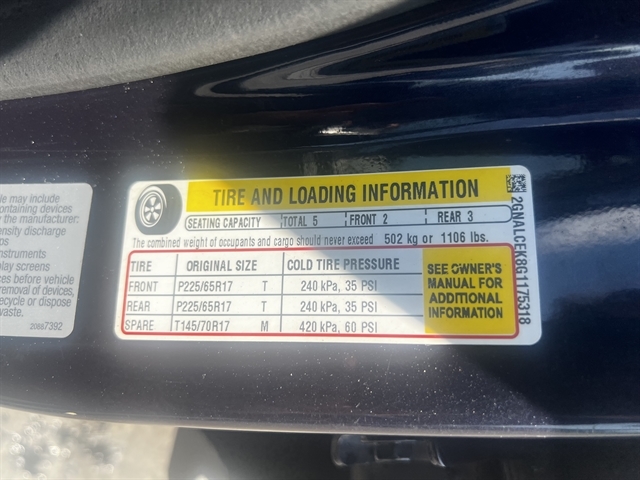 e may include
containing devices
the manufacturer:
nsity discharge
ps
nstruments
play screens
ces before vehicle
removal of devices,
ecycle or dispose
waste.
20887392
TIRE AND LOADING INFORMATION
SEATING CAPACITY TOTAL 5 FRONT 2 REAR 3
The combined weight of occupants and cargo should never exceed 502 kg or 1106 lbs.
TIRE ORIGINAL SIZE COLD TIRE PRESSURE
FRONT P225/65R17 T 240 kPa, 35 PSI
REAR P225/65R17 T 240 kPa, 35 PSI
SPARE T145/70R17 M 420 kPa, 60 PSI
SEE OWNER'S
MANUAL FOR
ADDITIONAL
INFORMATION
2GNALCEK8G1175318